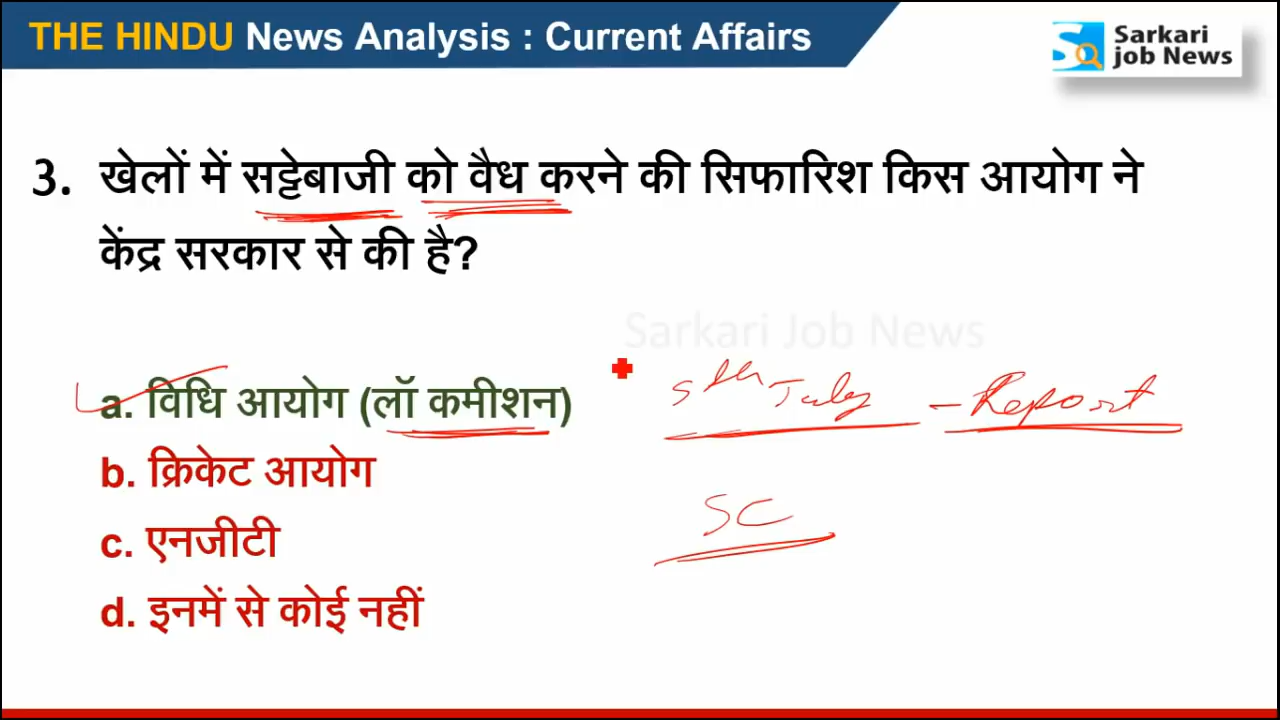 THE HINDU News Analysis : Current Affairs
Sarkari
Job News
3. खेलों में सट्टेबाजी को वैध करने की सिफारिश किस आयोग ने
केंद्र सरकार से की है?
Sarkari Job News
a. विधि आयोग (लॉ कमीशन)
5th July - Report
b. क्रिकेट आयोग
SC
c. एनजीटी
d. इनमें से कोई नहीं